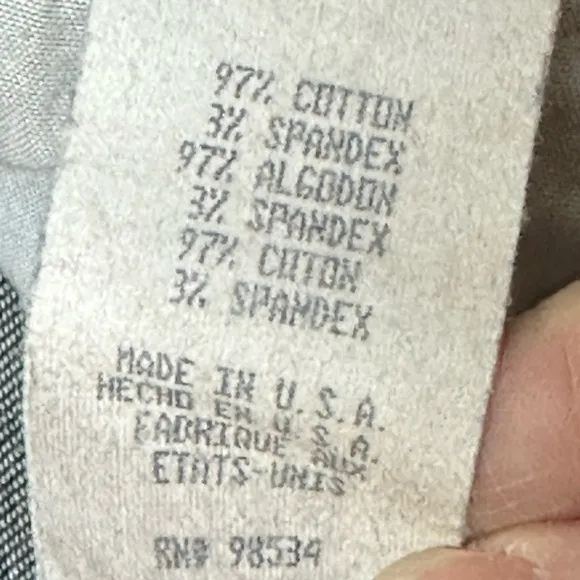 97% COTTON
3% SPANDEX
97% ALGODON
3% SPANDEX
97% COTON
3% SPANDEX
MADE IN U.S.A.
HECHO EN U.S.A.
FABRIQUE AUX
ETATS-UNIS
RN# 98534